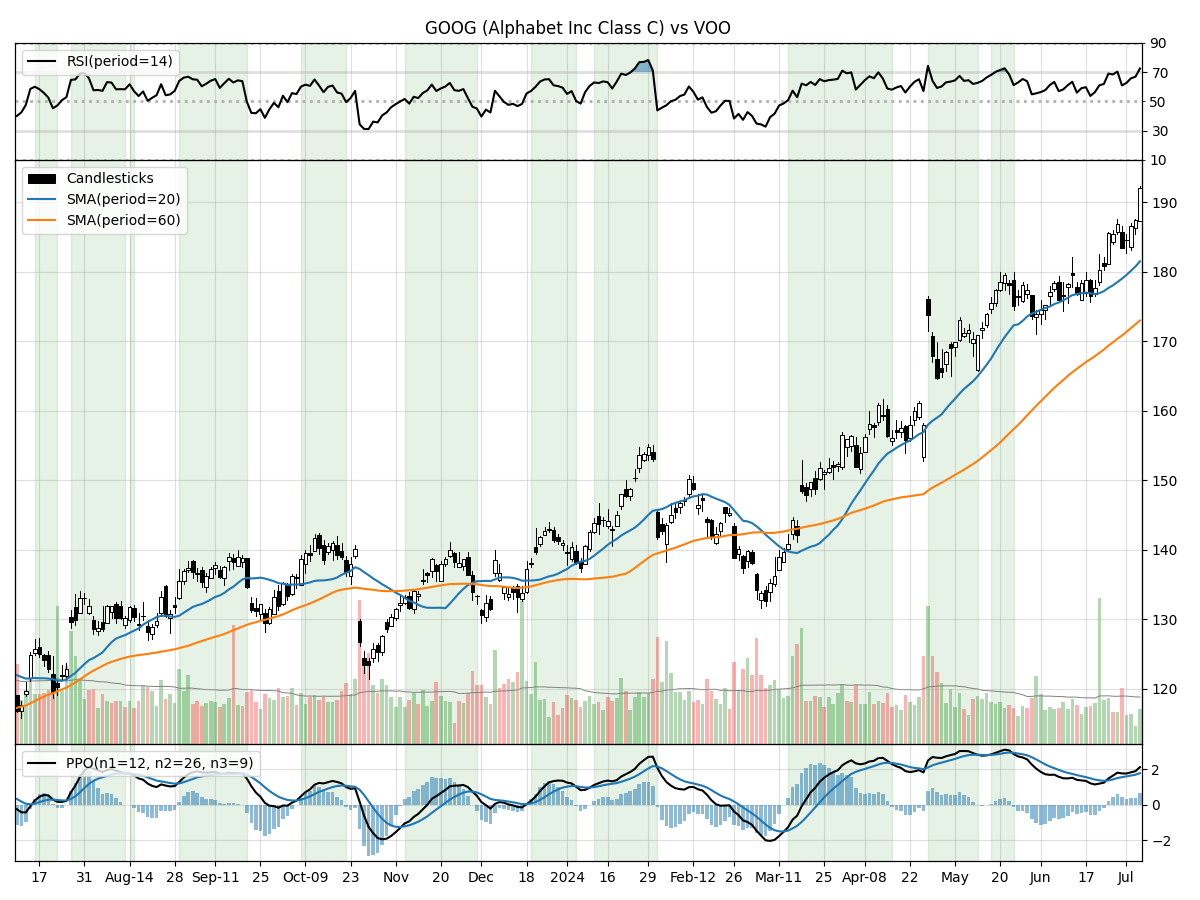 GOOG (Alphabet Inc Class C) vs VOO
RSI(period=14)
90
70
50
30
10
Candlesticks
SMA(period=20)
SMA(period=60)
190
180
170
160
150
140
130
120
PPO(n1=12, n2=26, n3=9)
2
0
−2
17 31 Aug-14 28 Sep-11 25 Oct-09 23 Nov 20 Dec 18 2024 16 29 Feb-12 26 Mar-11 25 Apr-08 22 May 20 Jun 17 Jul